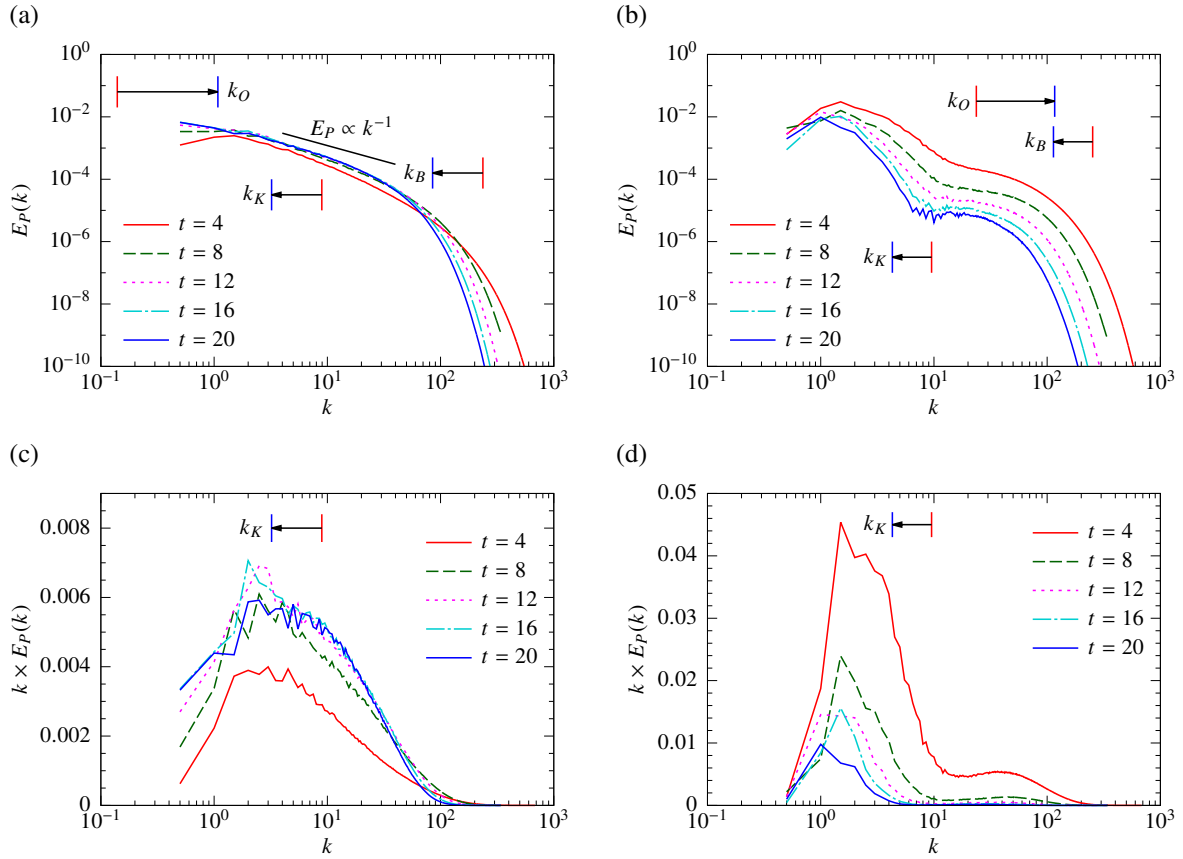 (a)
10^0
10^−2
10^−4
10^−6
10^−8
10^−10
E_P(k)
k_O
E_P ∝ k^−1
k_B
k_K
t = 4
t = 8
t = 12
t = 16
t = 20
10^−1 10^0 10^1 10^2 10^3
k
(b)
10^0
10^−2
10^−4
10^−6
10^−8
10^−10
E_P(k)
k_O
k_B
k_K
t = 4
t = 8
t = 12
t = 16
t = 20
10^−1 10^0 10^1 10^2 10^3
k
(c)
0.008
0.006
0.004
0.002
0
k × E_P(k)
k_K
t = 4
t = 8
t = 12
t = 16
t = 20
10^−1 10^0 10^1 10^2 10^3
k
(d)
0.05
0.04
0.03
0.02
0.01
0
k × E_P(k)
k_K
t = 4
t = 8
t = 12
t = 16
t = 20
10^−1 10^0 10^1 10^2 10^3
k